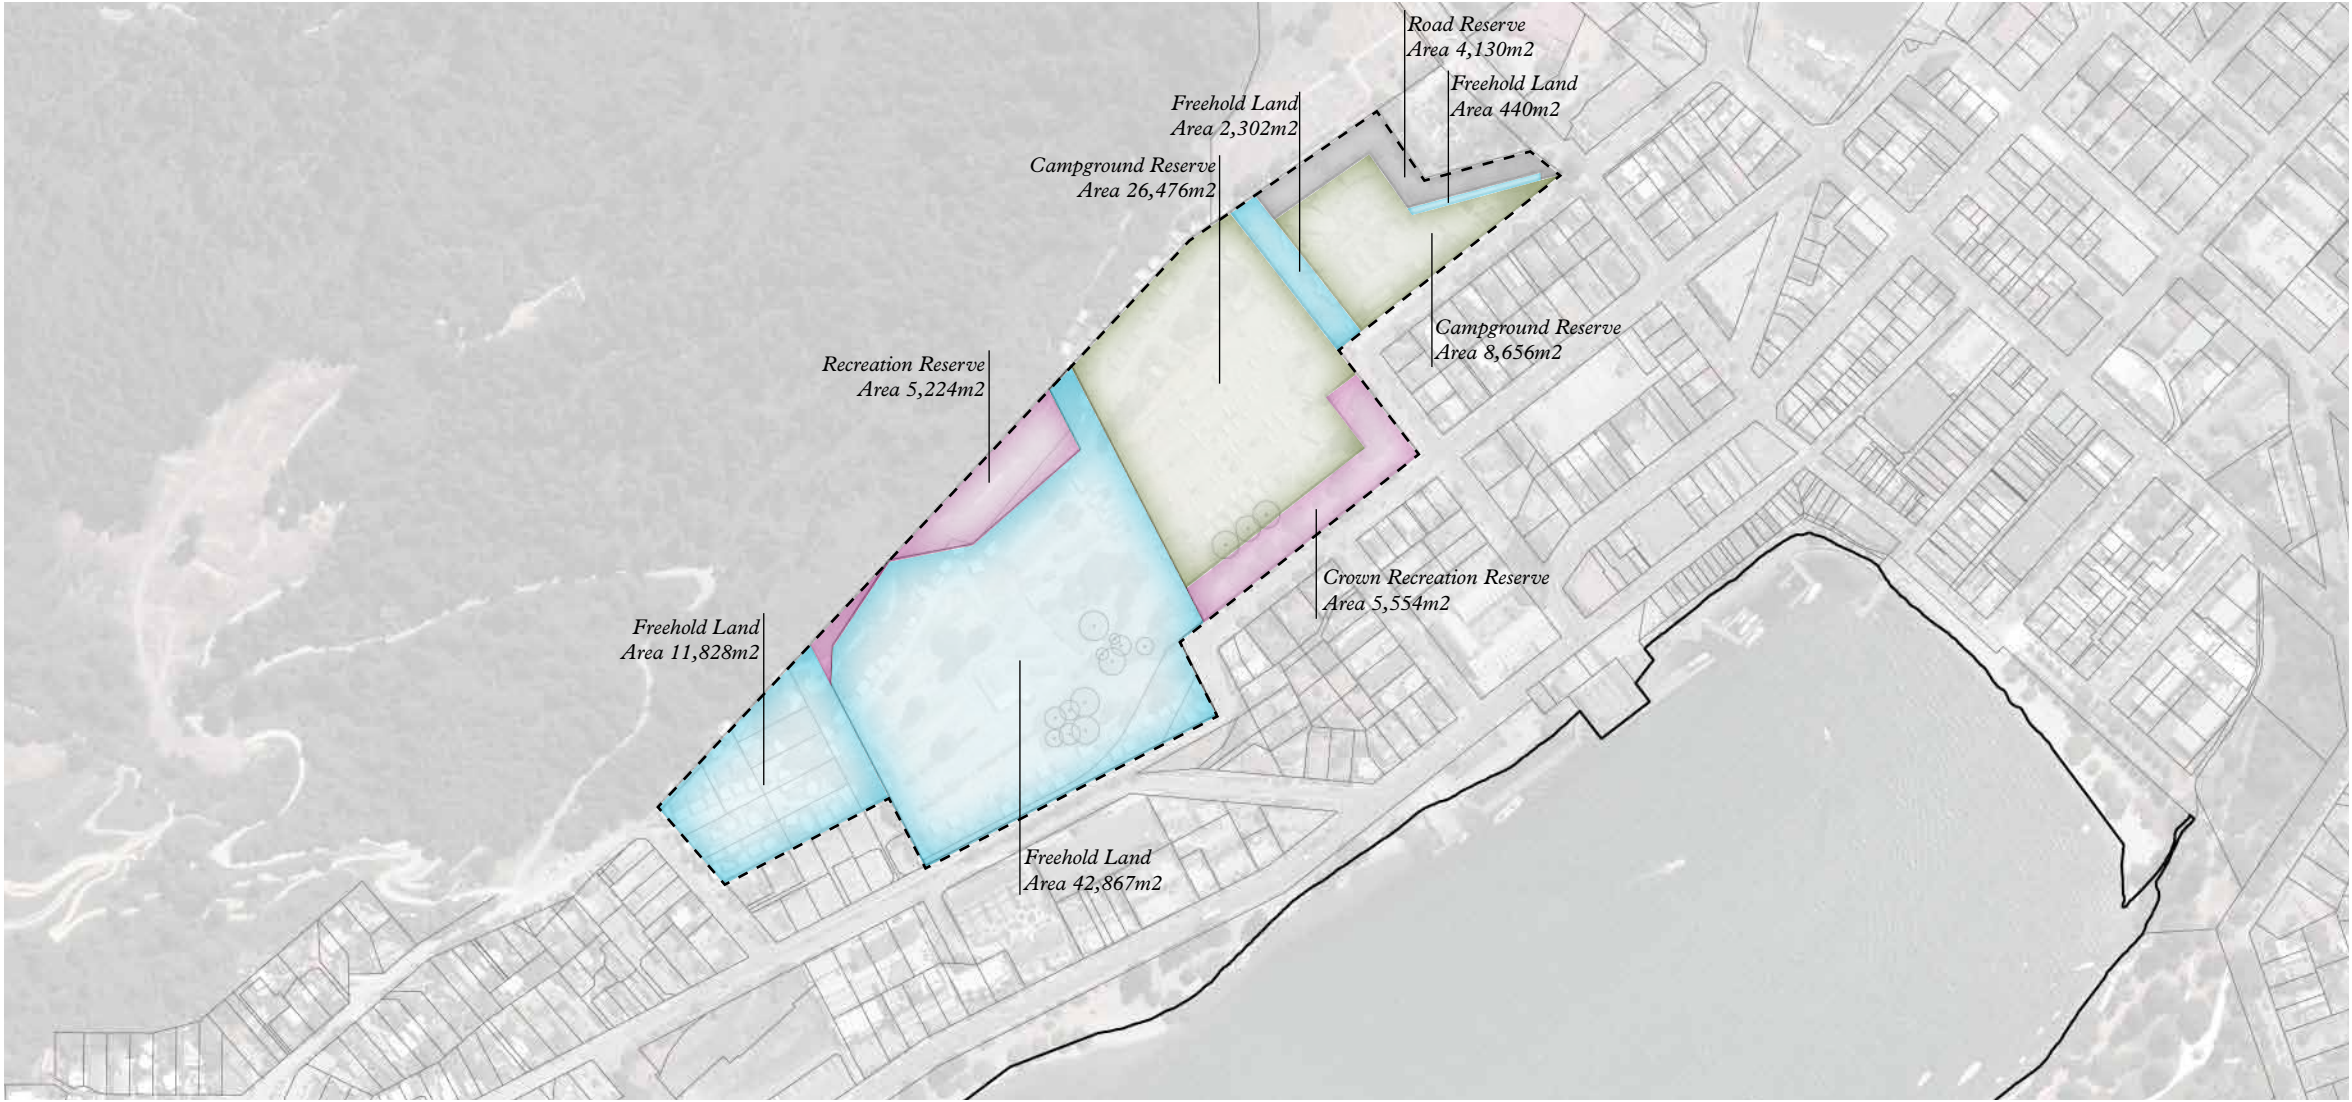 Road Reserve
Area 4,130m2
Freehold Land
Area 440m2
Freehold Land
Area 2,302m2
Campground Reserve
Area 26,476m2
Campground Reserve
Area 8,656m2
Recreation Reserve
Area 5,224m2
Crown Recreation Reserve
Area 5,554m2
Freehold Land
Area 11,828m2
Freehold Land
Area 42,867m2